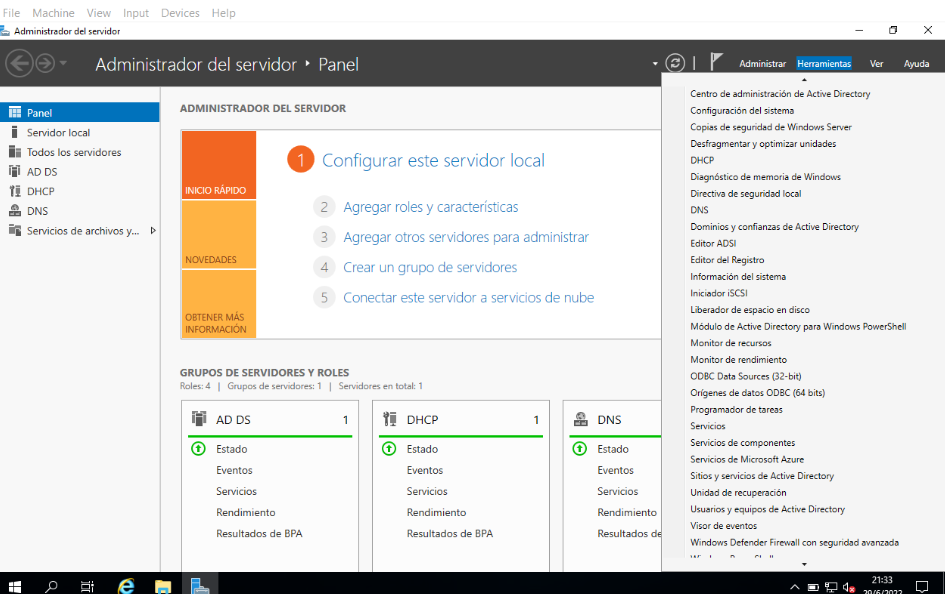 File Machine View Input Devices Help
Administrador del servidor
Administrador del servidor Panel
Administrar Herramientas Ver Ayuda
Panel
Servidor local
Todos los servidores
AD DS
DHCP
DNS
Servicios de archivos y...
ADMINISTRADOR DEL SERVIDOR
INICIO RÁPIDO
NOVEDADES
OBTENER MÁS
INFORMACIÓN
1 Configurar este servidor local
2 Agregar roles y características
3 Agregar otros servidores para administrar
4 Crear un grupo de servidores
5 Conectar este servidor a servicios de nube
GRUPOS DE SERVIDORES Y ROLES
Roles: 4 | Grupos de servidores: 1 | Servidores en total: 1
AD DS 1
Estado
Eventos
Servicios
Rendimiento
Resultados de BPA
DHCP 1
Estado
Eventos
Servicios
Rendimiento
Resultados de BPA
DNS
Estado
Eventos
Servicios
Rendimiento
Resultados de
Centro de administración de Active Directory
Configuración del sistema
Copias de seguridad de Windows Server
Desfragmentar y optimizar unidades
DHCP
Diagnóstico de memoria de Windows
Directiva de seguridad local
DNS
Dominios y confianzas de Active Directory
Editor ADSI
Editor del Registro
Información del sistema
Iniciador iSCSI
Liberador de espacio en disco
Módulo de Active Directory para Windows PowerShell
Monitor de recursos
Monitor de rendimiento
ODBC Data Sources (32-bit)
Orígenes de datos ODBC (64 bits)
Programador de tareas
Servicios
Servicios de componentes
Servicios de Microsoft Azure
Sitios y servicios de Active Directory
Unidad de recuperación
Usuarios y equipos de Active Directory
Visor de eventos
Windows Defender Firewall con seguridad avanzada
21:33